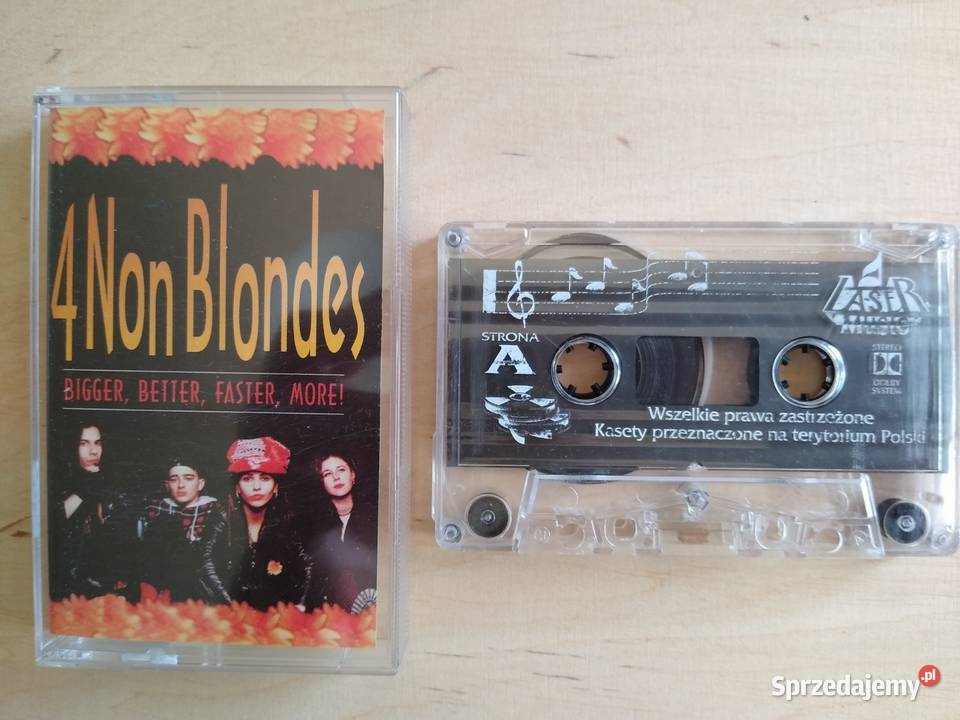 4 Non Blondes
BIGGER, BETTER, FASTER, MORE!
LASER
MUSIC
STRONA
A
STEREO
DOLBY
SYSTEM
Wszelkie prawa zastrzeżone
Kasety przeznaczone na terytorium Polski
Sprzedajemy.pl